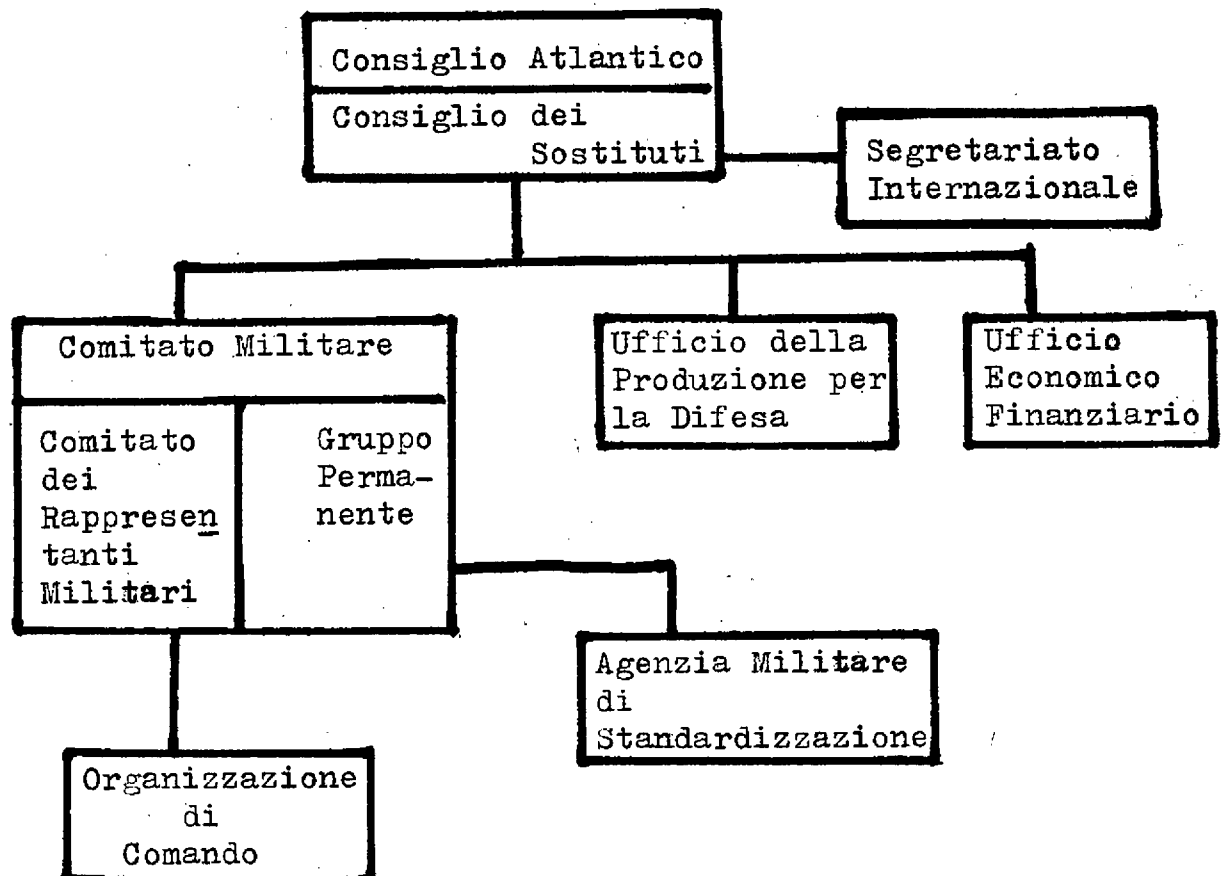 Consiglio Atlantico
Consiglio dei
Sostituti
Segretariato
Internazionale
Comitato Militare
Comitato
dei
Rappresen
tanti
Militari
Gruppo
Perma-
nente
Ufficio della
Produzione per
la Difesa
Ufficio
Economico
Finanziario
Agenzia Militare
di
Standardizzazione
Organizzazione
di
Comando